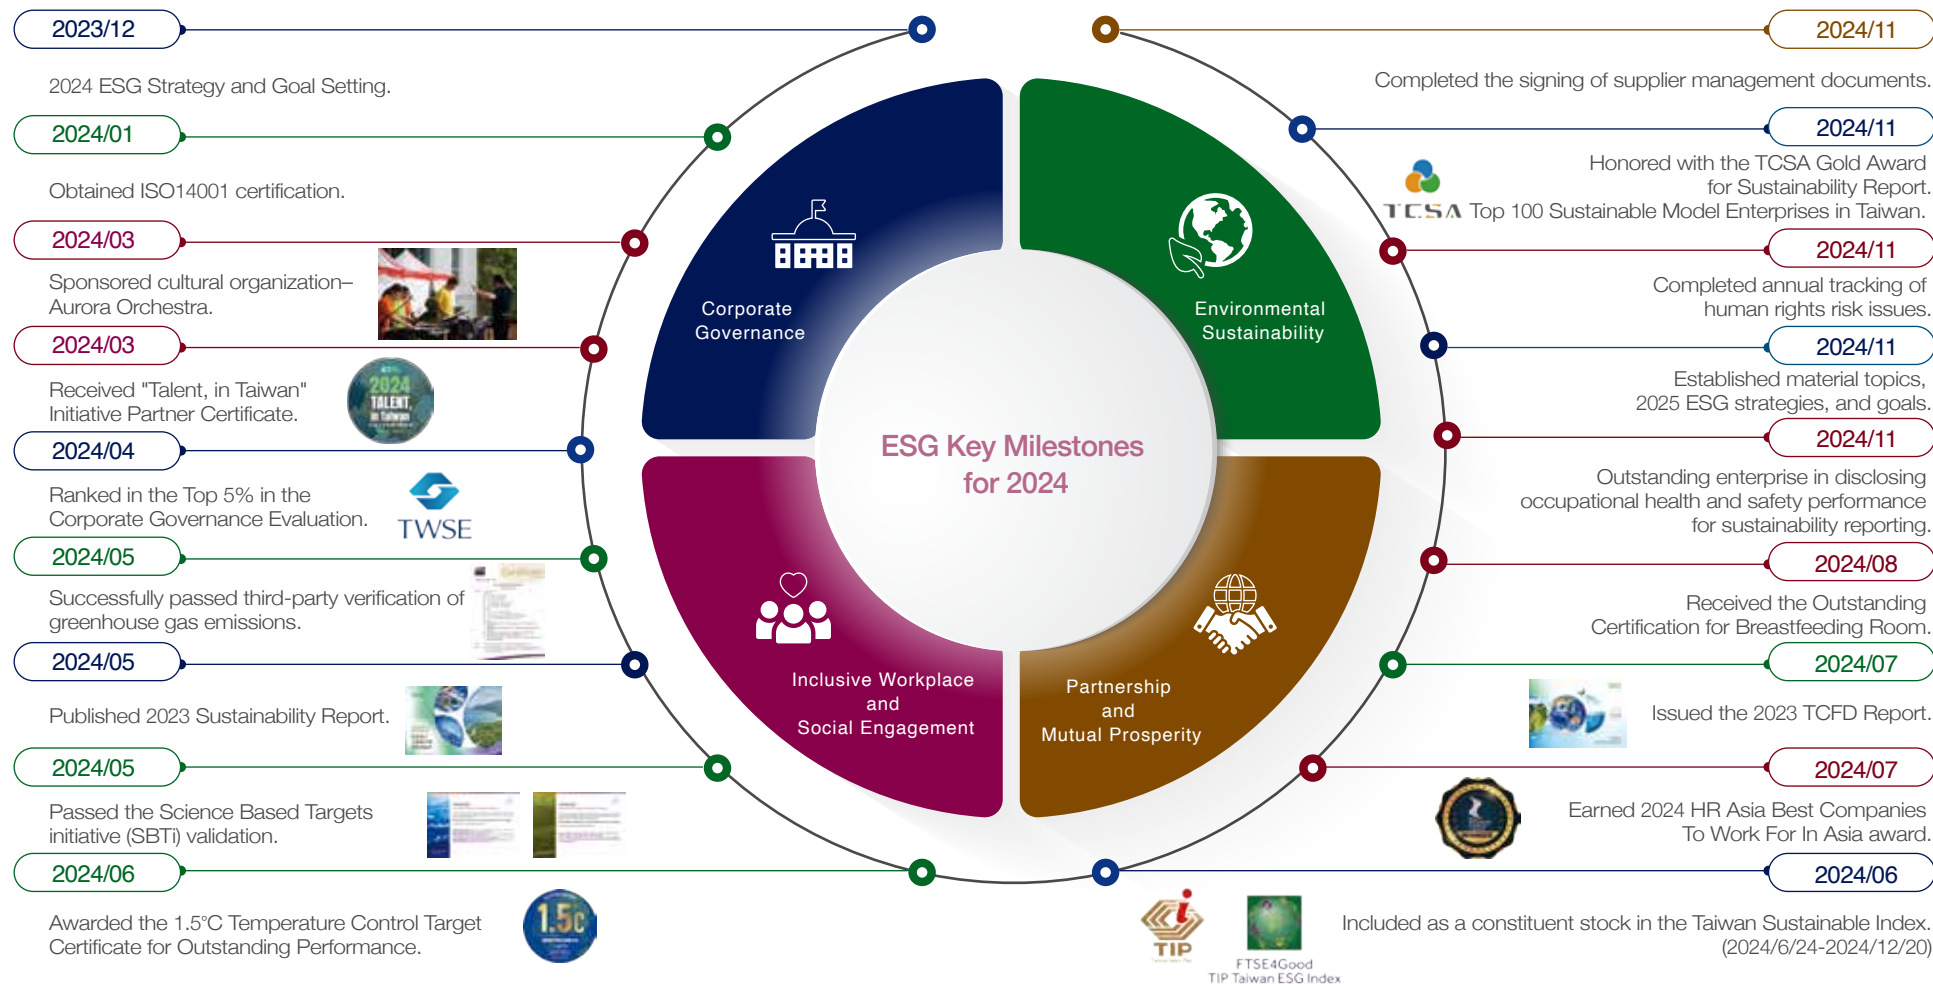 2023/12
2024 ESG Strategy and Goal Setting.
2024/01
Obtained ISO14001 certification.
2024/03
Sponsored cultural organization–
Aurora Orchestra.
2024/03
Received "Talent, in Taiwan"
Initiative Partner Certificate.
2024
TALENT,
in Taiwan
2024/04
Ranked in the Top 5% in the
Corporate Governance Evaluation.
TWSE
2024/05
Successfully passed third-party verification of
greenhouse gas emissions.
2024/05
Published 2023 Sustainability Report.
2024/05
Passed the Science Based Targets
initiative (SBTi) validation.
2024/06
Awarded the 1.5°C Temperature Control Target
Certificate for Outstanding Performance.
1.5°C
Corporate
Governance
Environmental
Sustainability
ESG Key Milestones
for 2024
Inclusive Workplace
and
Social Engagement
Partnership
and
Mutual Prosperity
2024/11
Completed the signing of supplier management documents.
2024/11
Honored with the TCSA Gold Award
for Sustainability Report.
TCSA
Top 100 Sustainable Model Enterprises in Taiwan.
2024/11
Completed annual tracking of
human rights risk issues.
2024/11
Established material topics,
2025 ESG strategies, and goals.
2024/11
Outstanding enterprise in disclosing
occupational health and safety performance
for sustainability reporting.
2024/08
Received the Outstanding
Certification for Breastfeeding Room.
2024/07
Issued the 2023 TCFD Report.
2024/07
Earned 2024 HR Asia Best Companies
To Work For In Asia award.
2024/06
Included as a constituent stock in the Taiwan Sustainable Index.
(2024/6/24-2024/12/20)
TIP
FTSE4Good
TIP Taiwan ESG Index